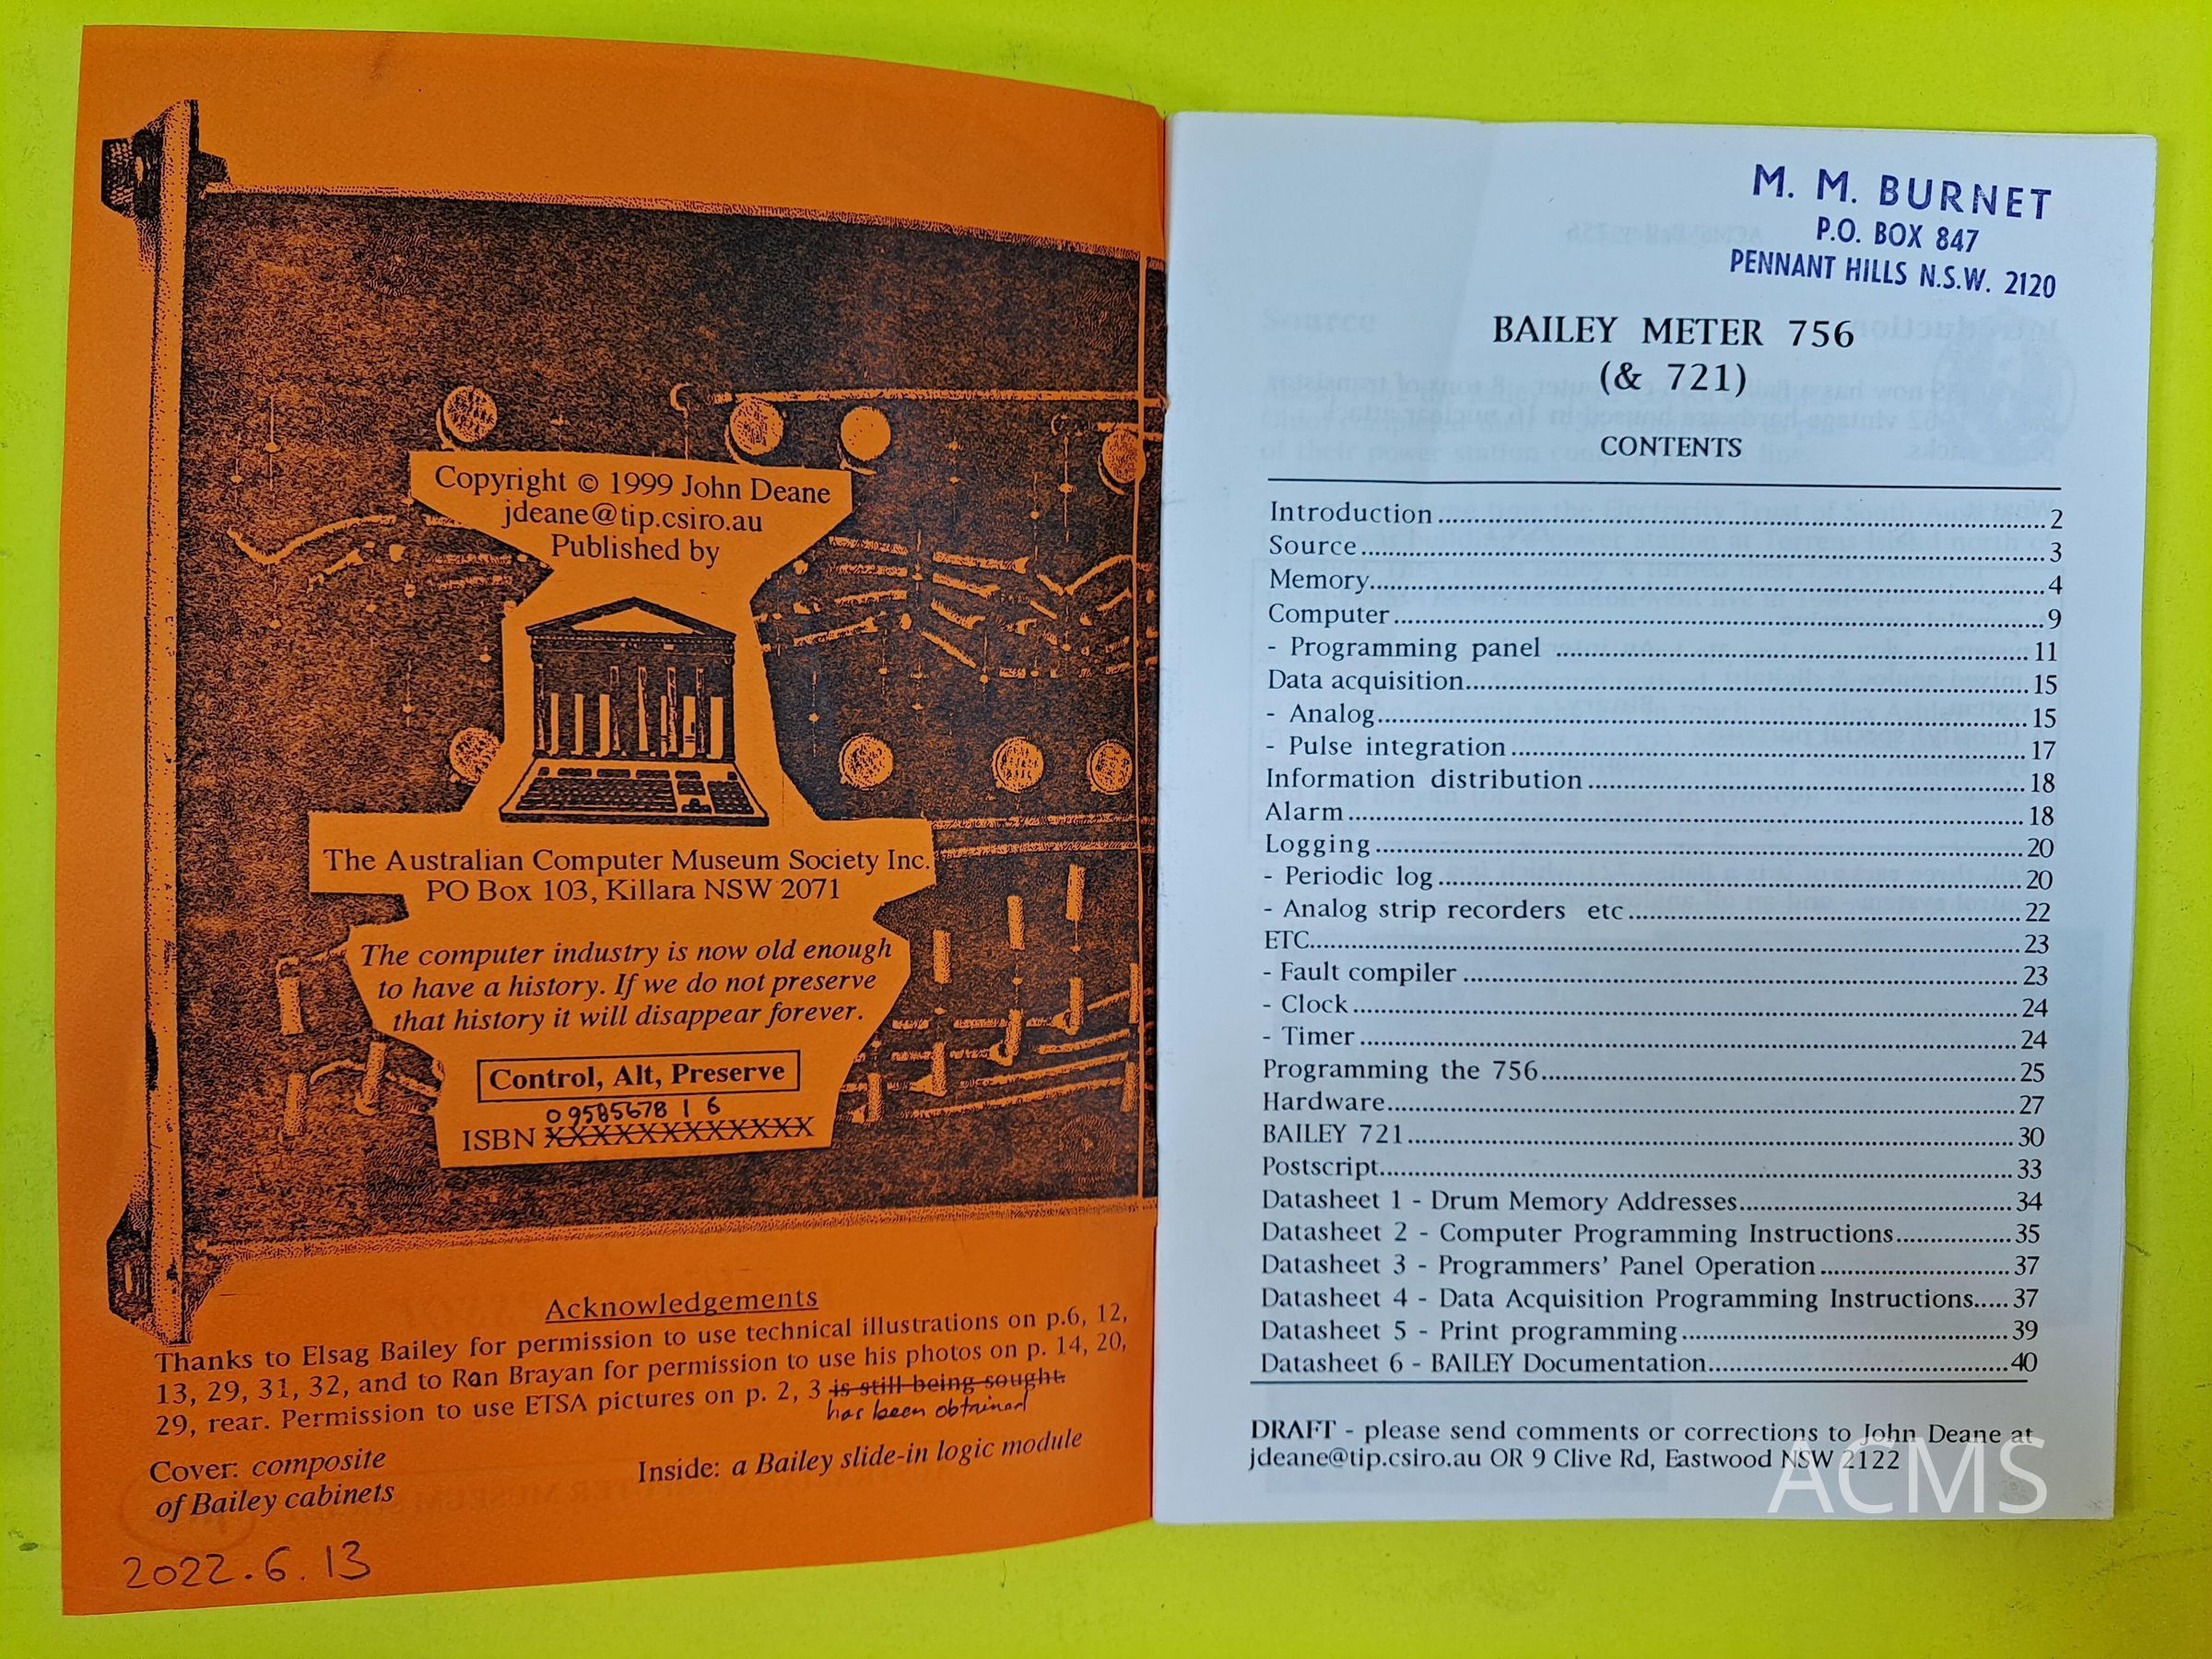 Copyright © 1999 John Deane
jdeane@tip.csiro.au
Published by
The Australian Computer Museum Society Inc.
PO Box 103, Killara NSW 2071
The computer industry is now old enough
to have a history. If we do not preserve
that history it will disappear forever.
Control, Alt, Preserve
09585678 1 6
ISBN XXXXXXXXXXXXX
Acknowledgements
Thanks to Elsag Bailey for permission to use technical illustrations on p.6, 12,
13, 29, 31, 32, and to Ron Brayan for permission to use his photos on p. 14, 20,
29, rear. Permission to use ETSA pictures on p. 2, 3 is still being sought.
has been obtained
Cover: composite
of Bailey cabinets
Inside: a Bailey slide-in logic module
2022.6.13
M. M. BURNET
P.O. BOX 847
PENNANT HILLS N.S.W. 2120
BAILEY METER 756
(& 721)
CONTENTS
Introduction 2
Source 3
Memory 4
Computer 9
- Programming panel 11
Data acquisition 15
- Analog 15
- Pulse integration 17
Information distribution 18
Alarm 18
Logging 20
- Periodic log 20
- Analog strip recorders etc 22
ETC 23
- Fault compiler 23
- Clock 24
- Timer 24
Programming the 756 25
Hardware 27
BAILEY 721 30
Postscript 33
Datasheet 1 - Drum Memory Addresses 34
Datasheet 2 - Computer Programming Instructions 35
Datasheet 3 - Programmers' Panel Operation 37
Datasheet 4 - Data Acquisition Programming Instructions 37
Datasheet 5 - Print programming 39
Datasheet 6 - BAILEY Documentation 40
DRAFT - please send comments or corrections to John Deane at
jdeane@tip.csiro.au OR 9 Clive Rd, Eastwood NSW 2122
ACMS